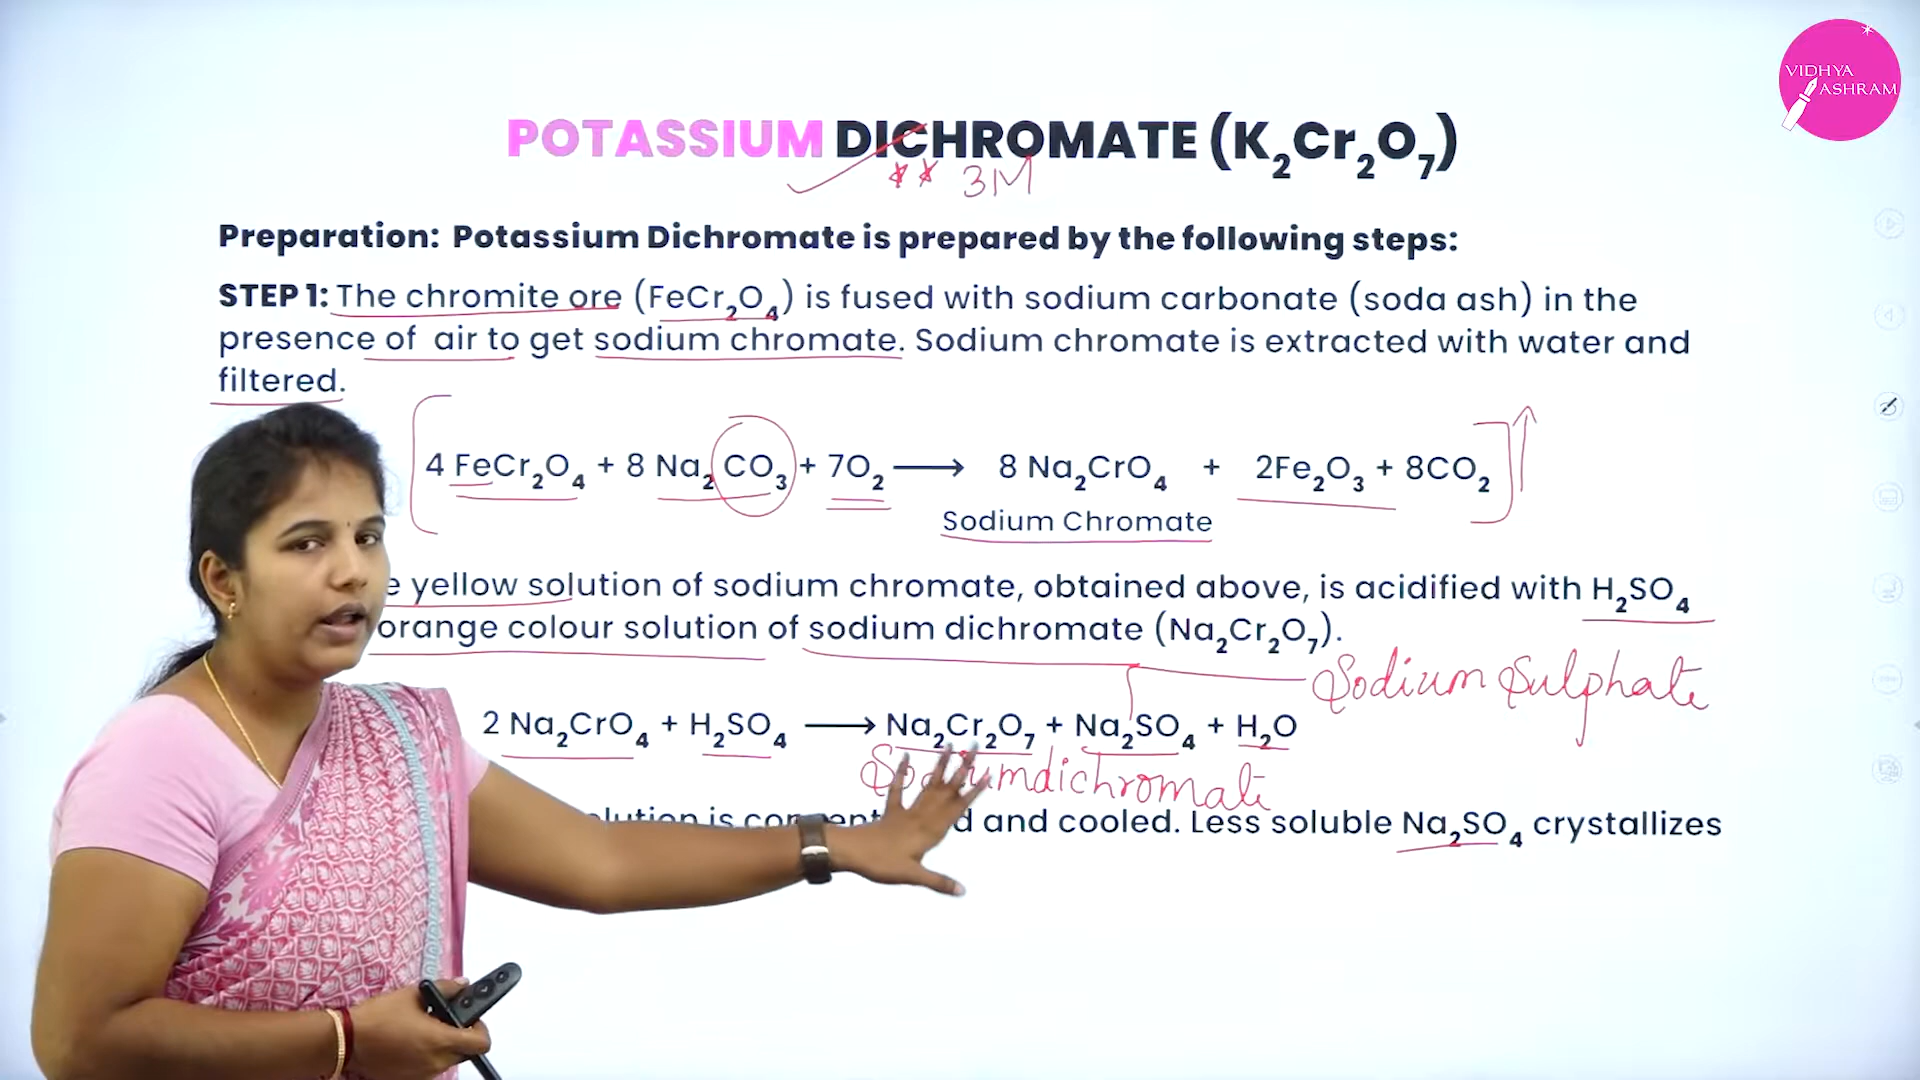 VIDHYA
ASHRAM
POTASSIUM DICHROMATE (K₂Cr₂O₇)
** 3M
Preparation: Potassium Dichromate is prepared by the following steps:
STEP 1: The chromite ore (FeCr₂O₄) is fused with sodium carbonate (soda ash) in the
presence of air to get sodium chromate. Sodium chromate is extracted with water and
filtered.
4 FeCr₂O₄ + 8 Na₂CO₃ + 7O₂ ⟶ 8 Na₂CrO₄ + 2Fe₂O₃ + 8CO₂
Sodium Chromate
yellow solution of sodium chromate, obtained above, is acidified with H₂SO₄
orange colour solution of sodium dichromate (Na₂Cr₂O₇).
Sodium Sulphate
2 Na₂CrO₄ + H₂SO₄ ⟶ Na₂Cr₂O₇ + Na₂SO₄ + H₂O
Sodium dichromate
is and cooled. Less soluble Na₂SO₄ crystallizes